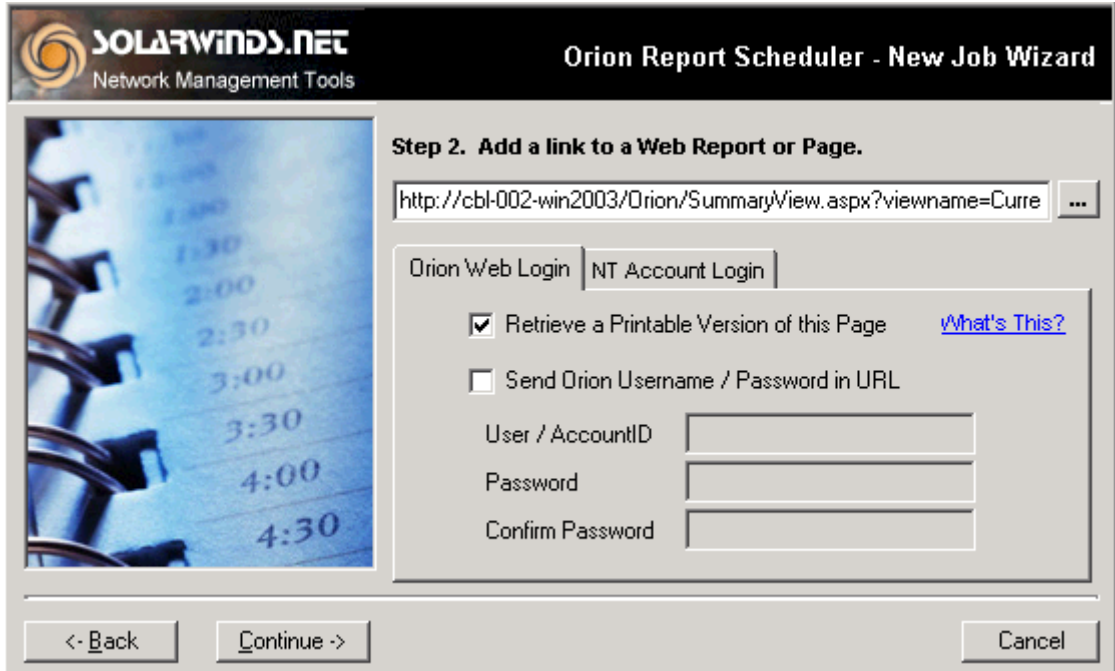 SOLARWINDS.NET
Network Management Tools
Orion Report Scheduler - New Job Wizard
Step 2. Add a link to a Web Report or Page.
http://cbl-002-win2003/Orion/SummaryView.aspx?viewname=Curre
...
Orion Web Login
NT Account Login
Retrieve a Printable Version of this Page
What's This?
Send Orion Username / Password in URL
User / AccountID
Password
Confirm Password
1:00
1:30
2:00
2:30
3:00
3:30
4:00
4:30
<- Back
Continue ->
Cancel